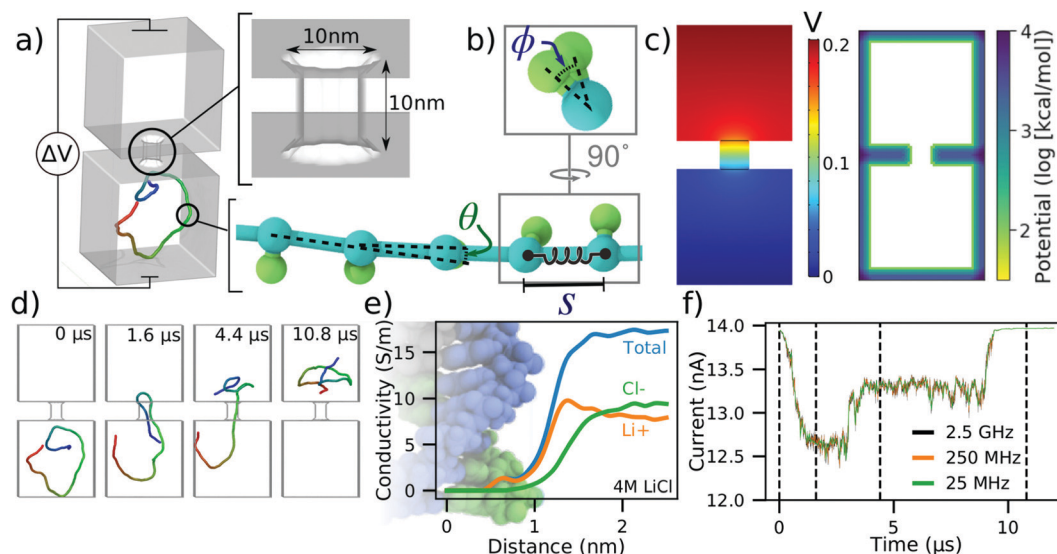 a)
10nm
10nm
ΔV
θ
b)
ϕ
90°
S
c)
V
0.2
0.1
0.0
4
3
2
Potential (log [kcal/mol])
d)
0 μs
1.6 μs
4.4 μs
10.8 μs
e)
Conductivity (S/m)
15
10
5
0
Total
Cl-
Li+
4M LiCl
0
1
2
Distance (nm)
f)
Current (nA)
14.0
13.5
13.0
12.5
12.0
2.5 GHz
250 MHz
25 MHz
0
5
10
Time (μs)